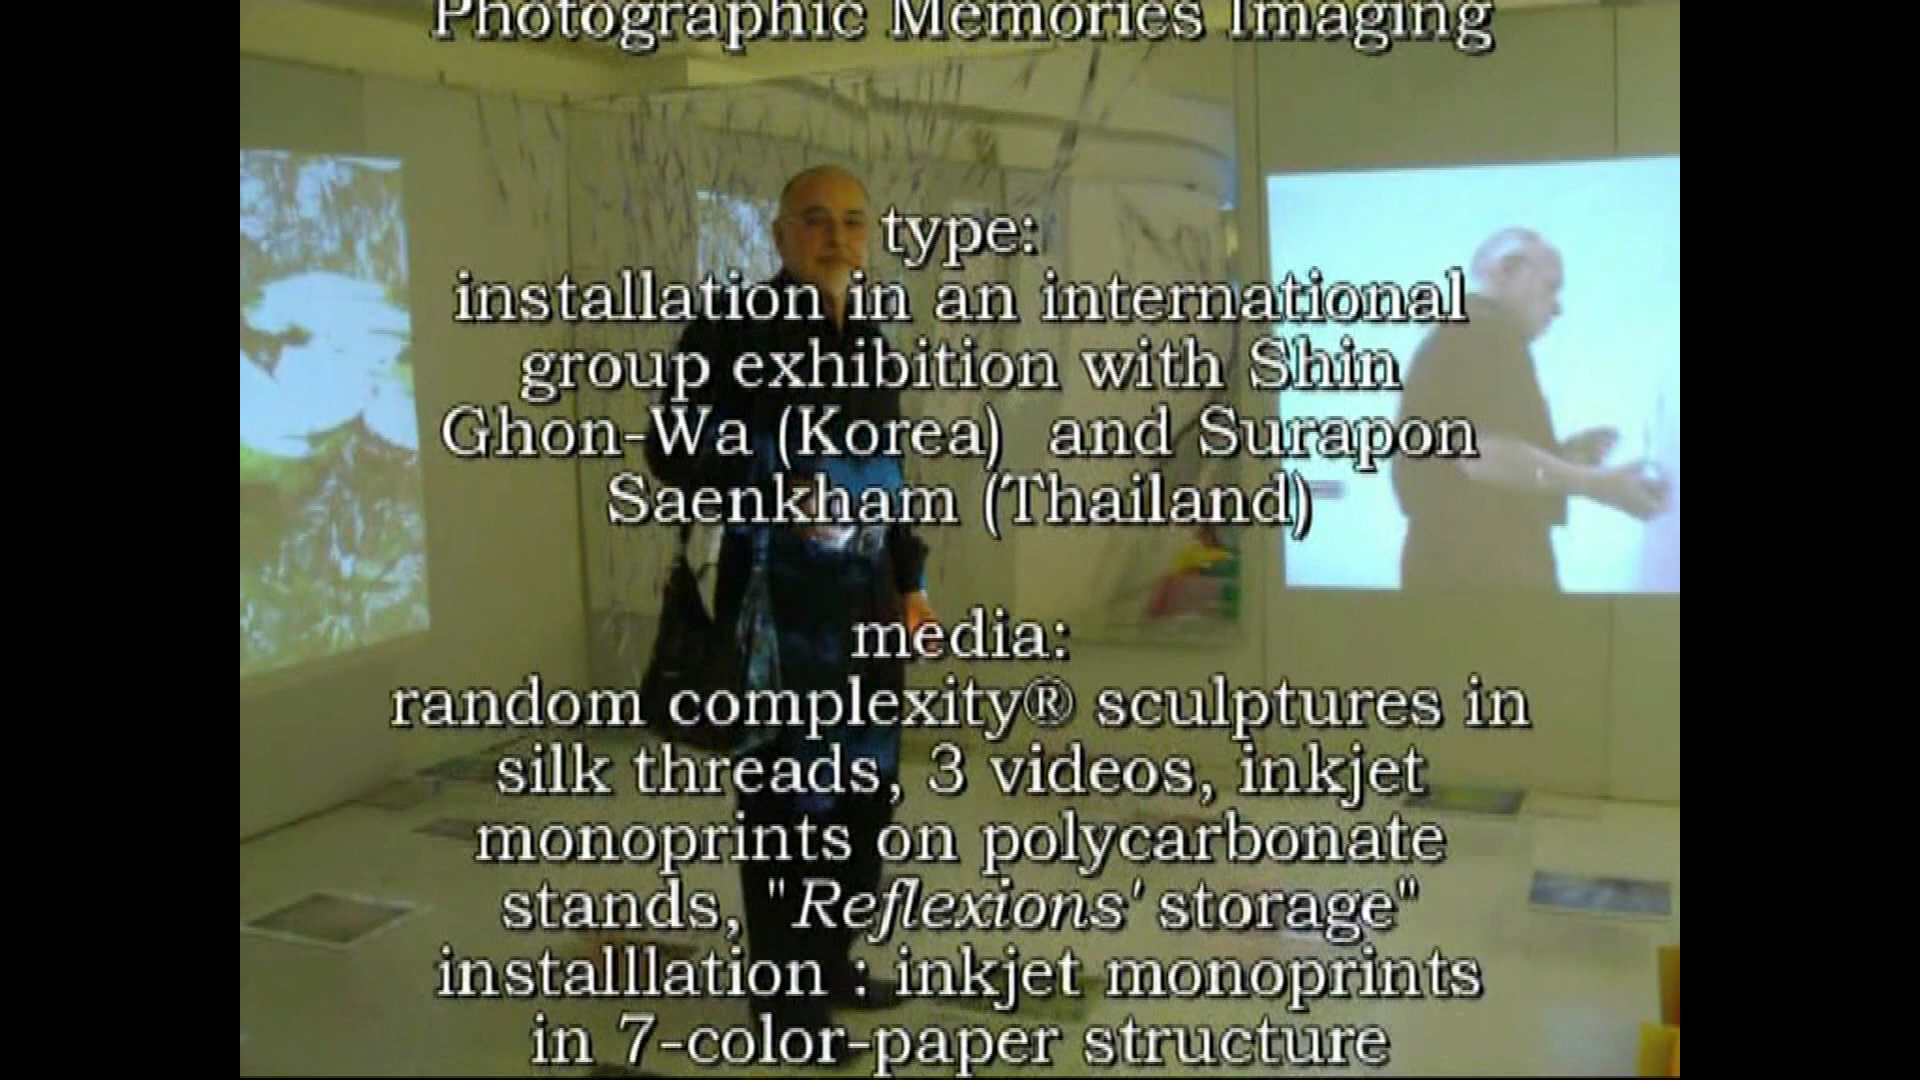 Photographic Memories Imaging
type:
installation in an international
group exhibition with Shin
Ghon-Wa (Korea) and Surapon
Saenkham (Thailand)
media:
random complexity® sculptures in
silk threads, 3 videos, inkjet
monoprints on polycarbonate
stands, "Reflexions' storage"
installlation : inkjet monoprints
in 7-color-paper structure